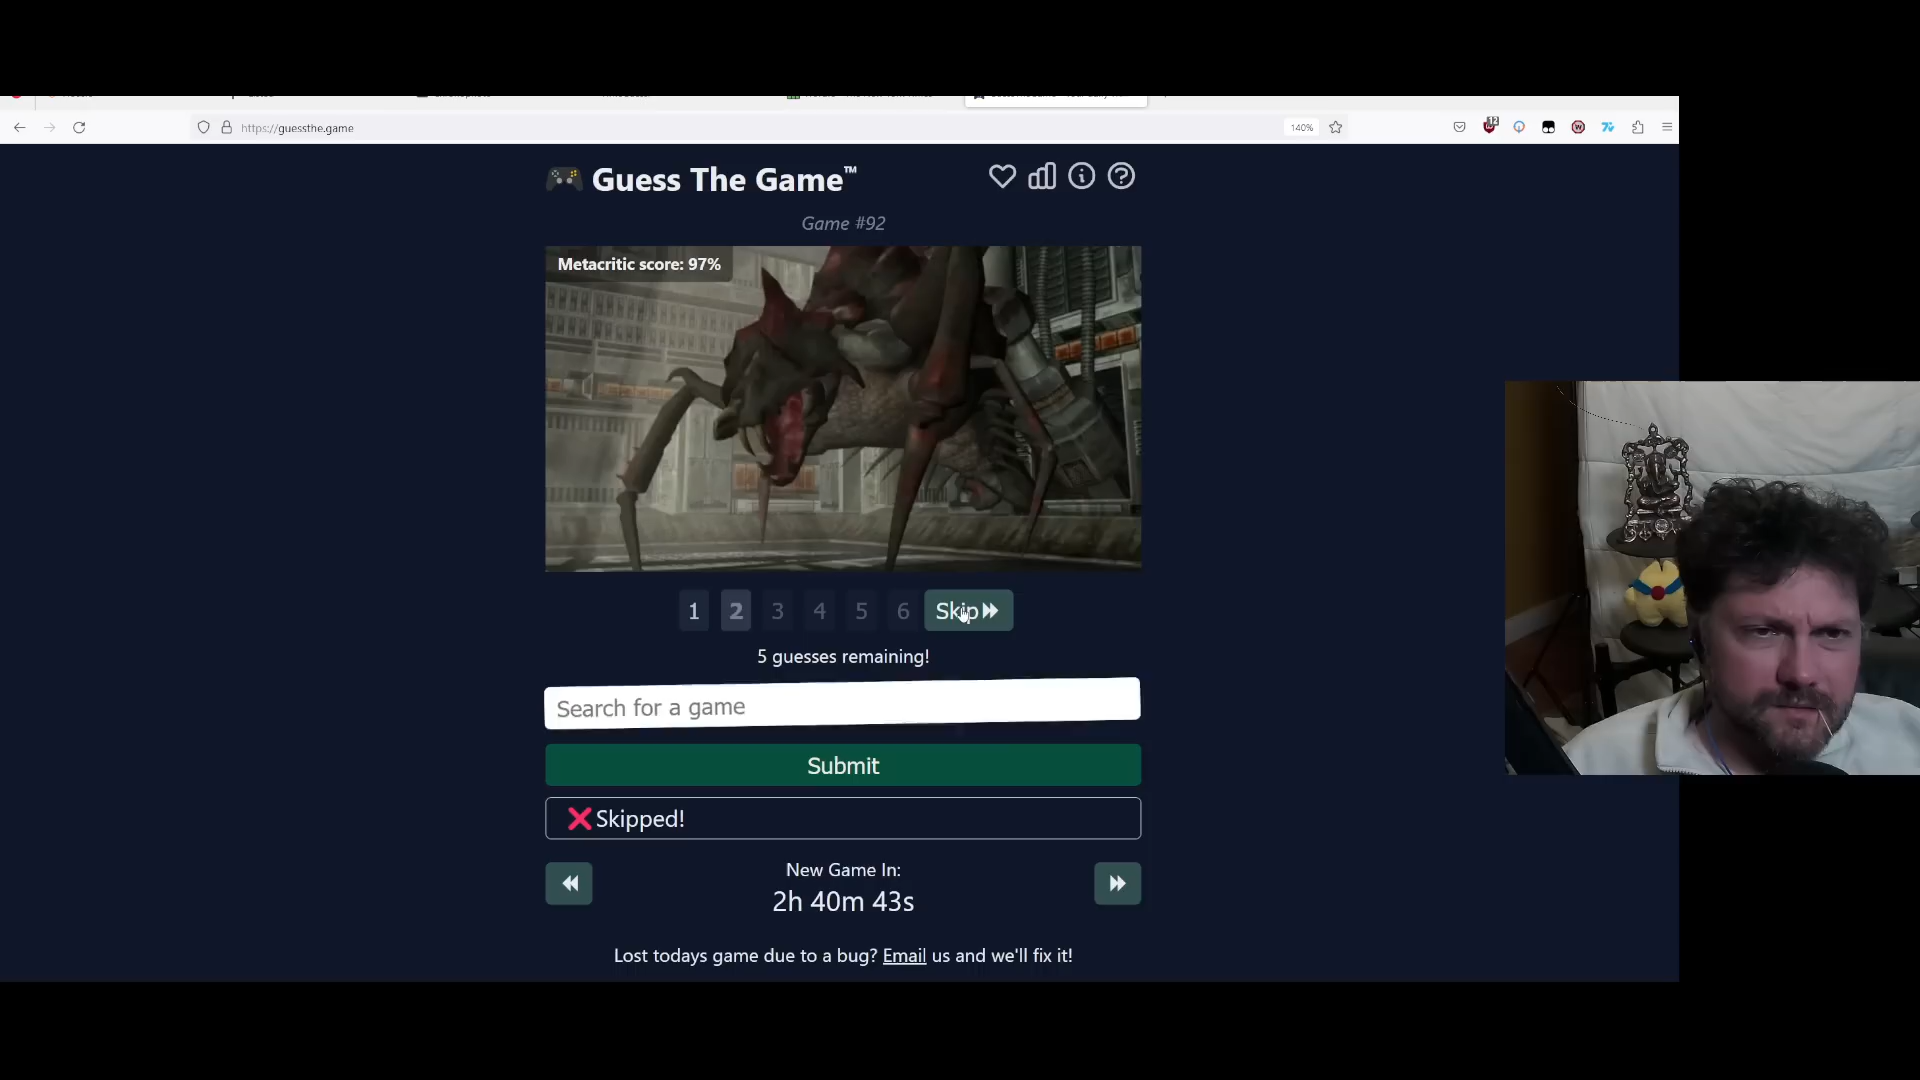 https://guessthe.game
140%
12
Guess The Game™
Game #92
Metacritic score: 97%
1 2 3 4 5 6 Skip
5 guesses remaining!
Search for a game
Submit
Skipped!
New Game In:
2h 40m 43s
Lost todays game due to a bug? Email us and we'll fix it!